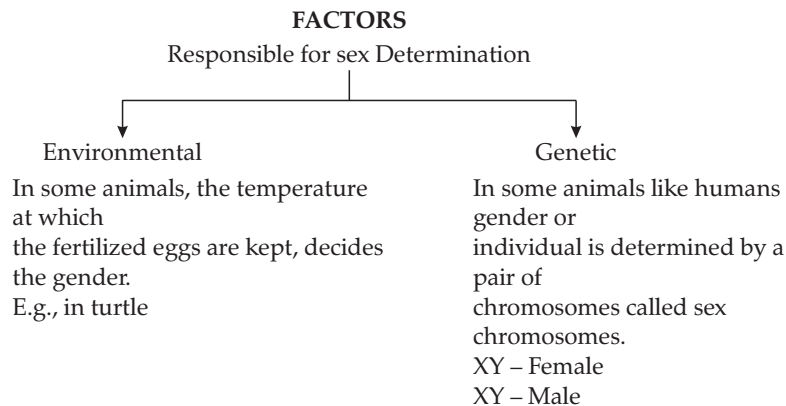 FACTORS
Responsible for sex Determination
Environmental
In some animals, the temperature
at which
the fertilized eggs are kept, decides
the gender.
E.g., in turtle
Genetic
In some animals like humans
gender or
individual is determined by a
pair of
chromosomes called sex
chromosomes.
XY – Female
XY – Male